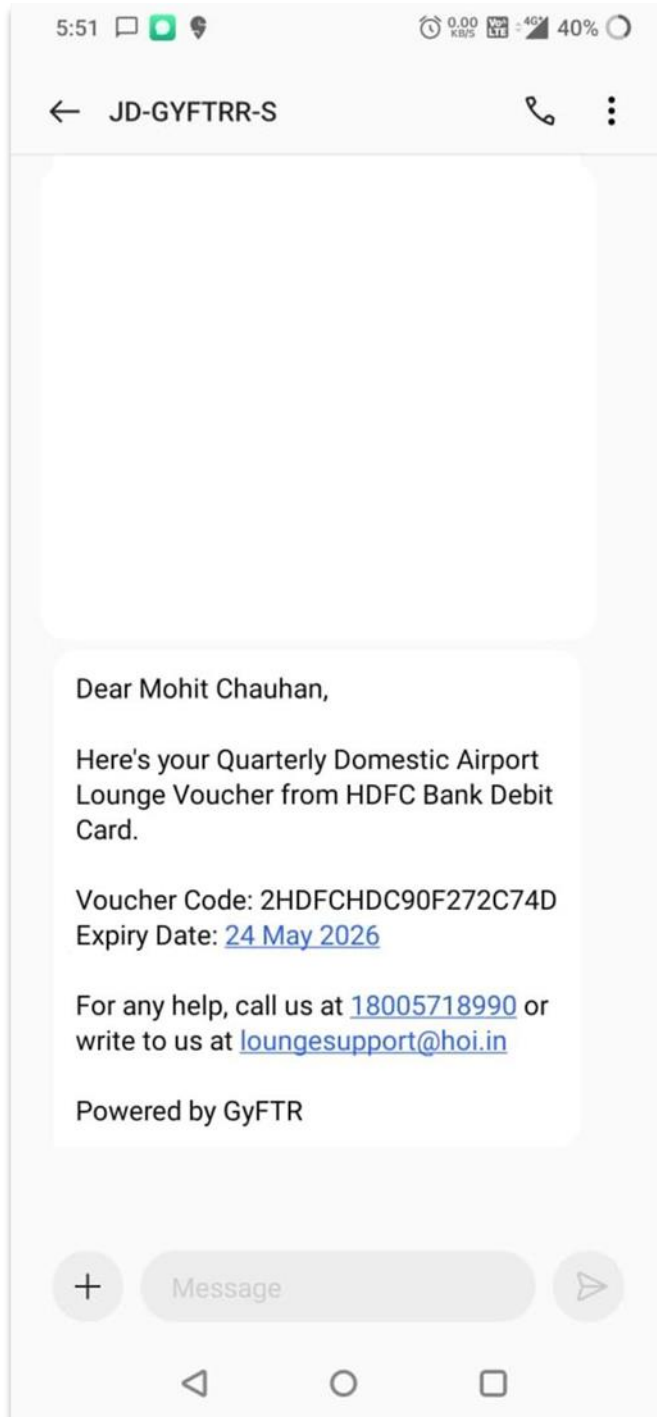 5:51
0.00
KB/S
Vo
LTE
4G+
40%
JD-GYFTRR-S
Dear Mohit Chauhan,
Here's your Quarterly Domestic Airport
Lounge Voucher from HDFC Bank Debit
Card.
Voucher Code: 2HDFCHDC90F272C74D
Expiry Date: 24 May 2026
For any help, call us at 18005718990 or
write to us at loungesupport@hoi.in
Powered by GyFTR
Message